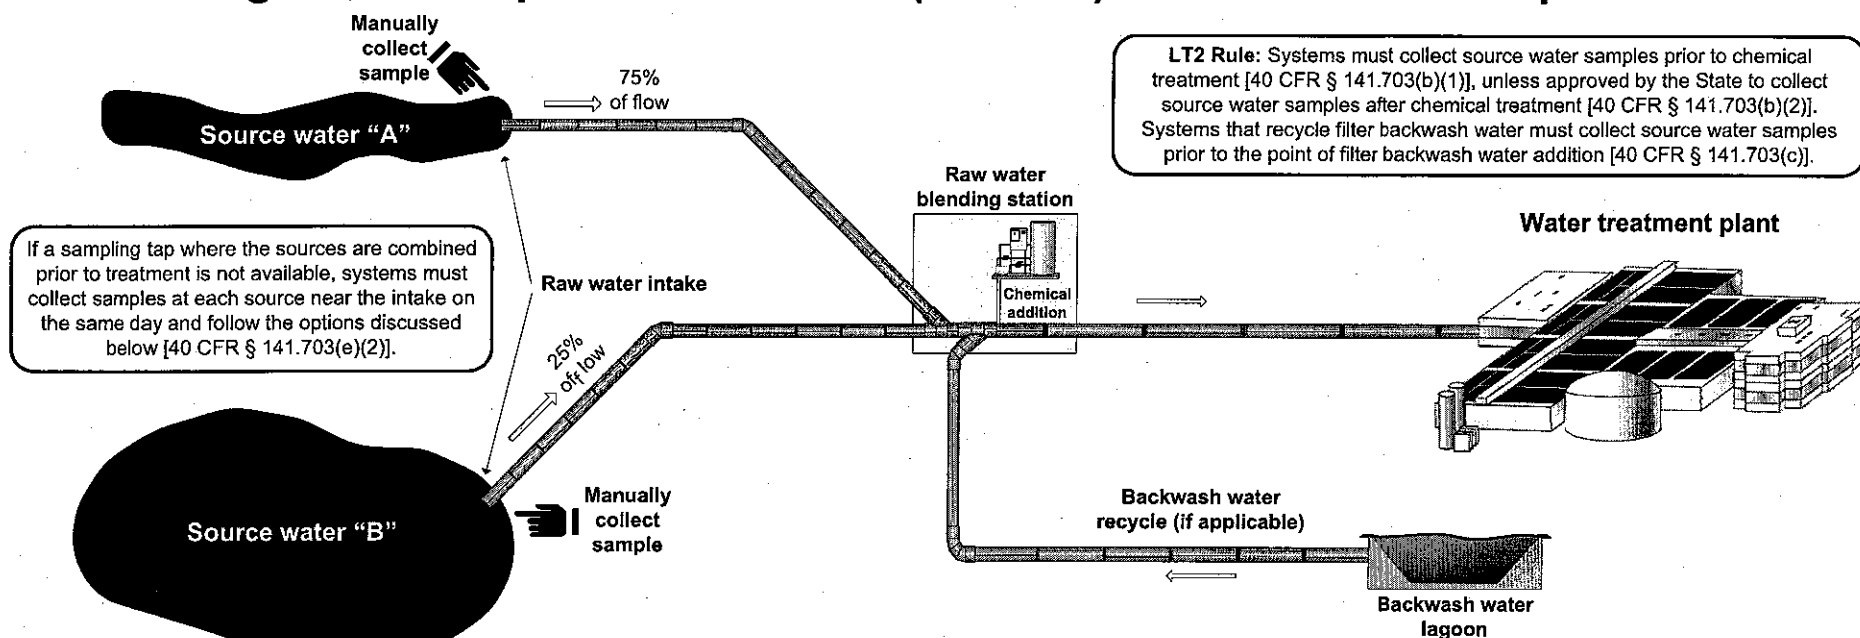 Manually
collect
sample
75%
of flow
Source water “A”
LT2 Rule: Systems must collect source water samples prior to chemical
treatment [40 CFR § 141.703(b)(1)], unless approved by the State to collect
source water samples after chemical treatment [40 CFR § 141.703(b)(2)].
Systems that recycle filter backwash water must collect source water samples
prior to the point of filter backwash water addition [40 CFR § 141.703(c)].
Raw water
blending station
Water treatment plant
If a sampling tap where the sources are combined
prior to treatment is not available, systems must
collect samples at each source near the intake on
the same day and follow the options discussed
below [40 CFR § 141.703(e)(2)].
Raw water intake
Chemical
addition
25%
of flow
Source water “B”
Manually
collect
sample
Backwash water
recycle (if applicable)
Backwash water
lagoon